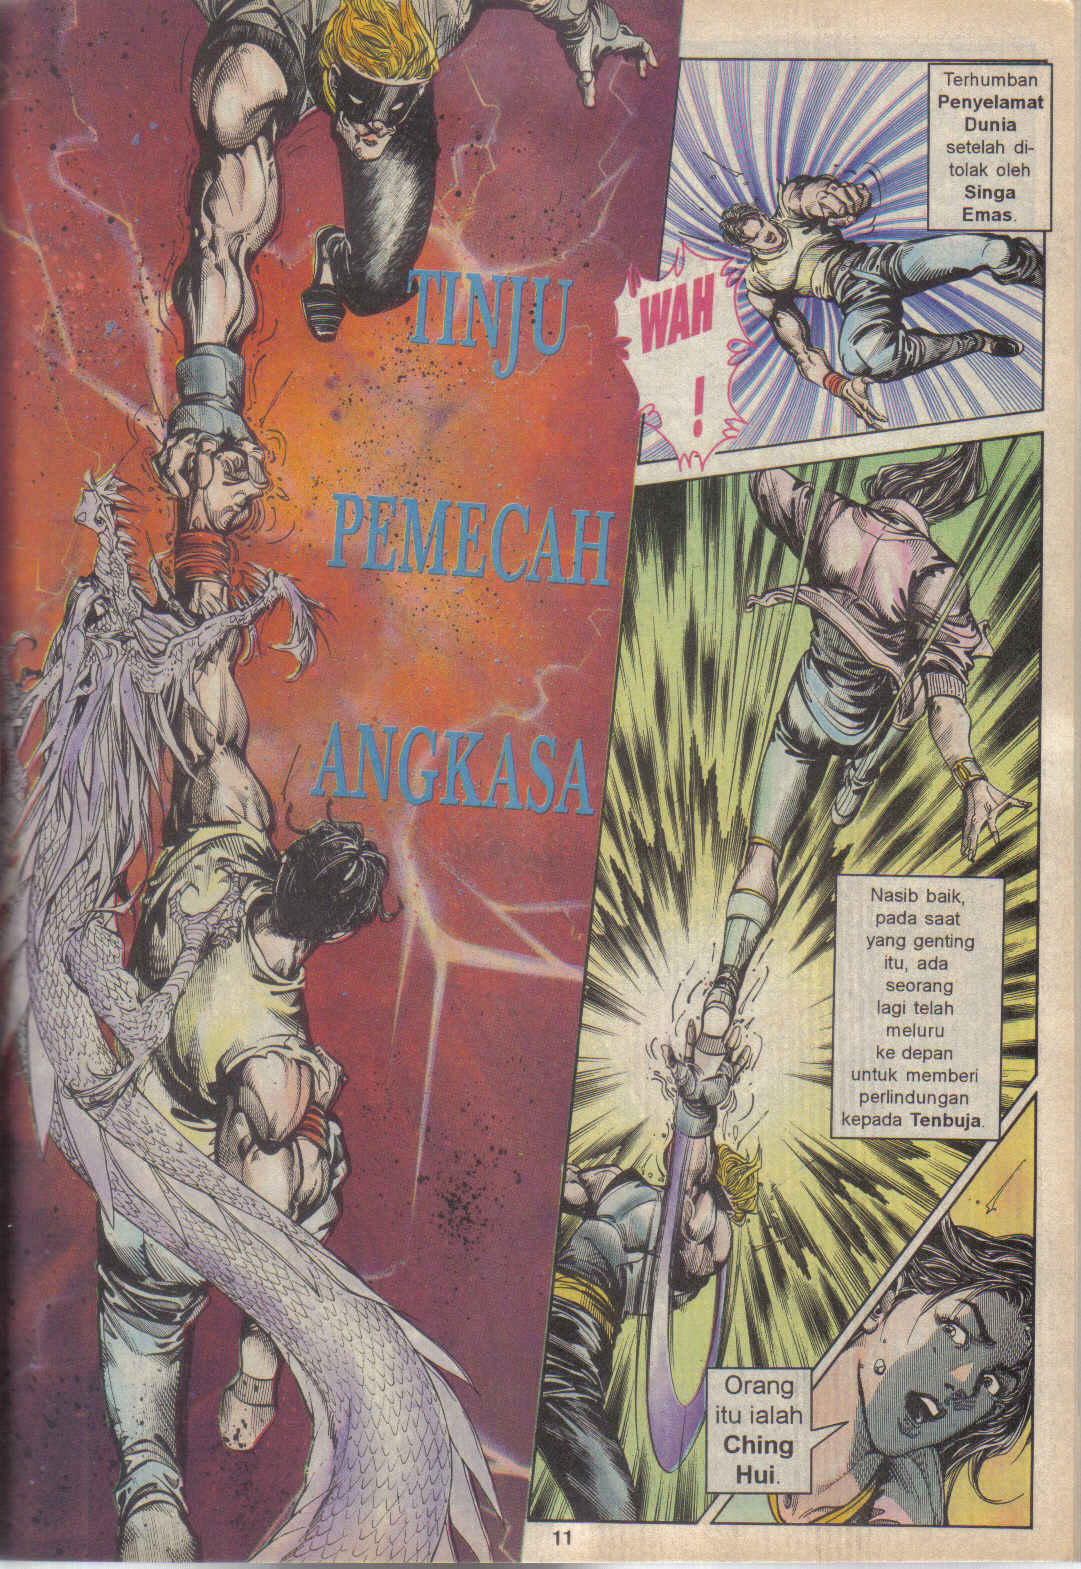 TINJU
PEMECAH
ANGKASA
Terhumban
Penyelamat
Dunia
setelah di-
tolak oleh
Singa
Emas.
WAH
!
Nasib baik,
pada saat
yang genting
itu, ada
seorang
lagi telah
meluru
ke depan
untuk memberi
perlindungan
kepada Tenbuja.
Orang
itu ialah
Ching
Hui.
11